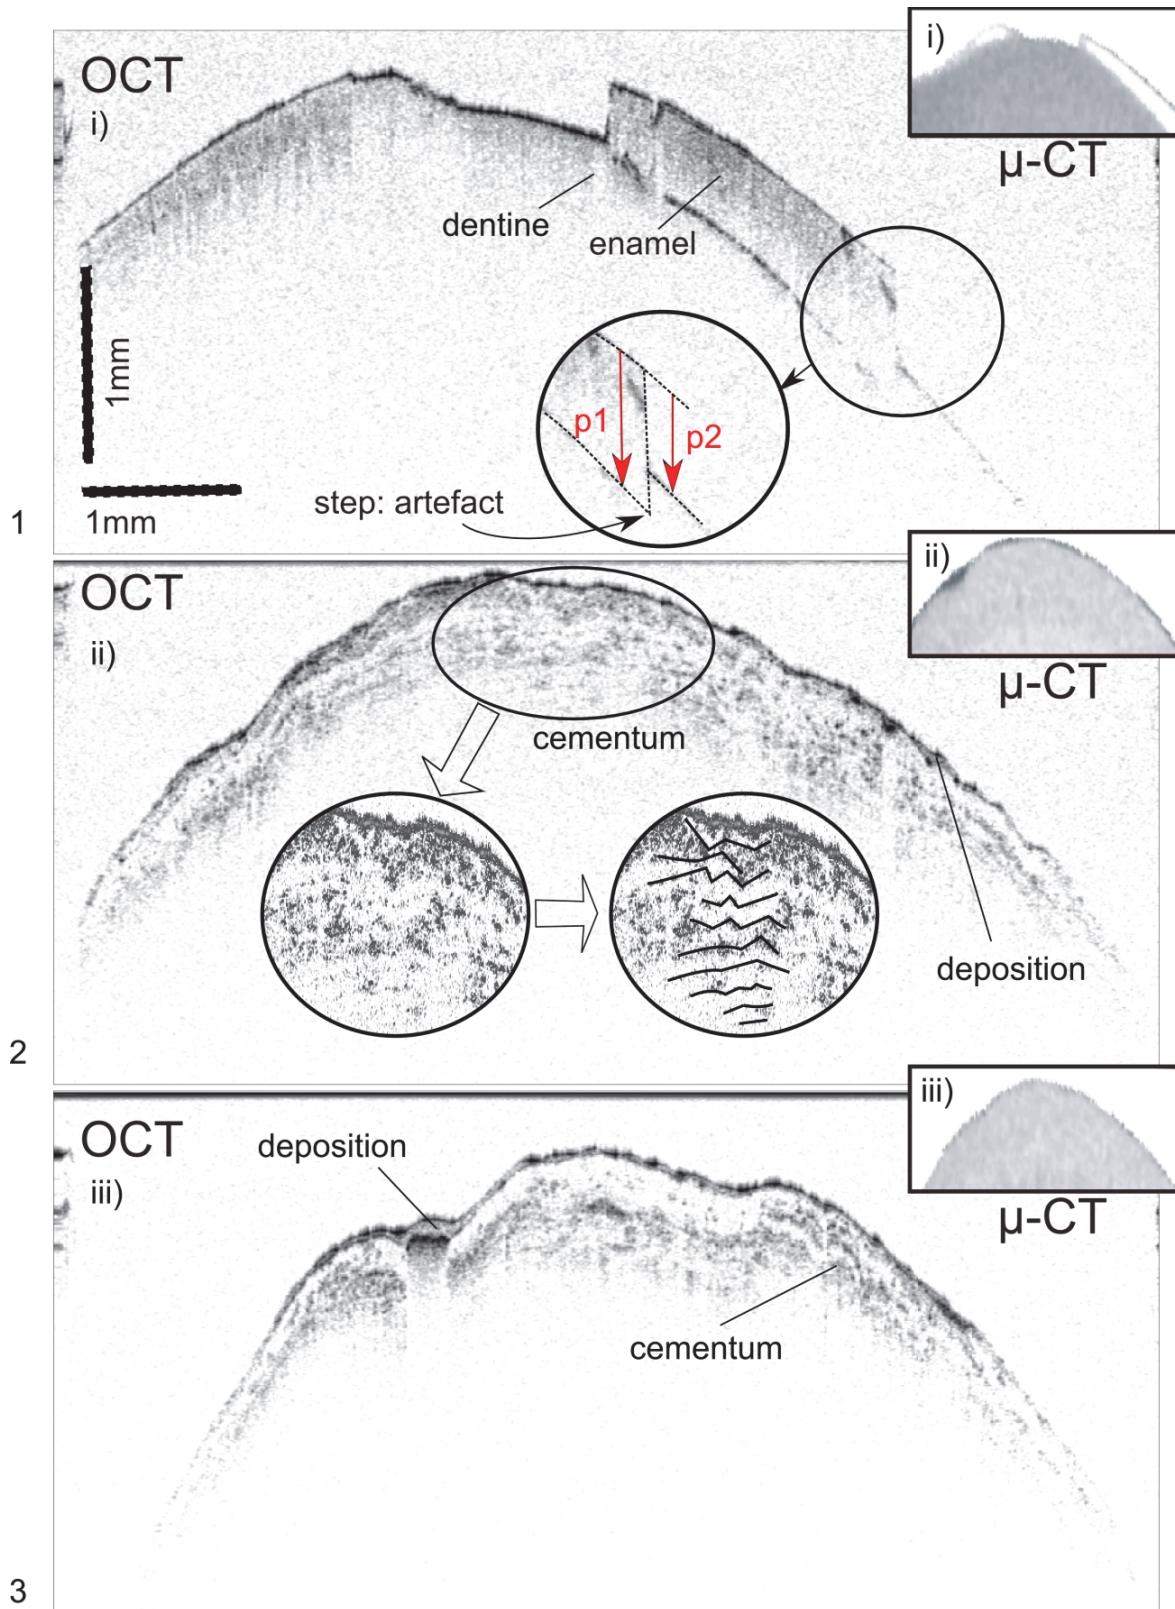 OCT
i)
i)
μ-CT
dentine
enamel
1mm
p1
p2
step: artefact
1mm
1
OCT
ii)
ii)
μ-CT
cementum
deposition
2
OCT
iii)
iii)
μ-CT
deposition
cementum
3